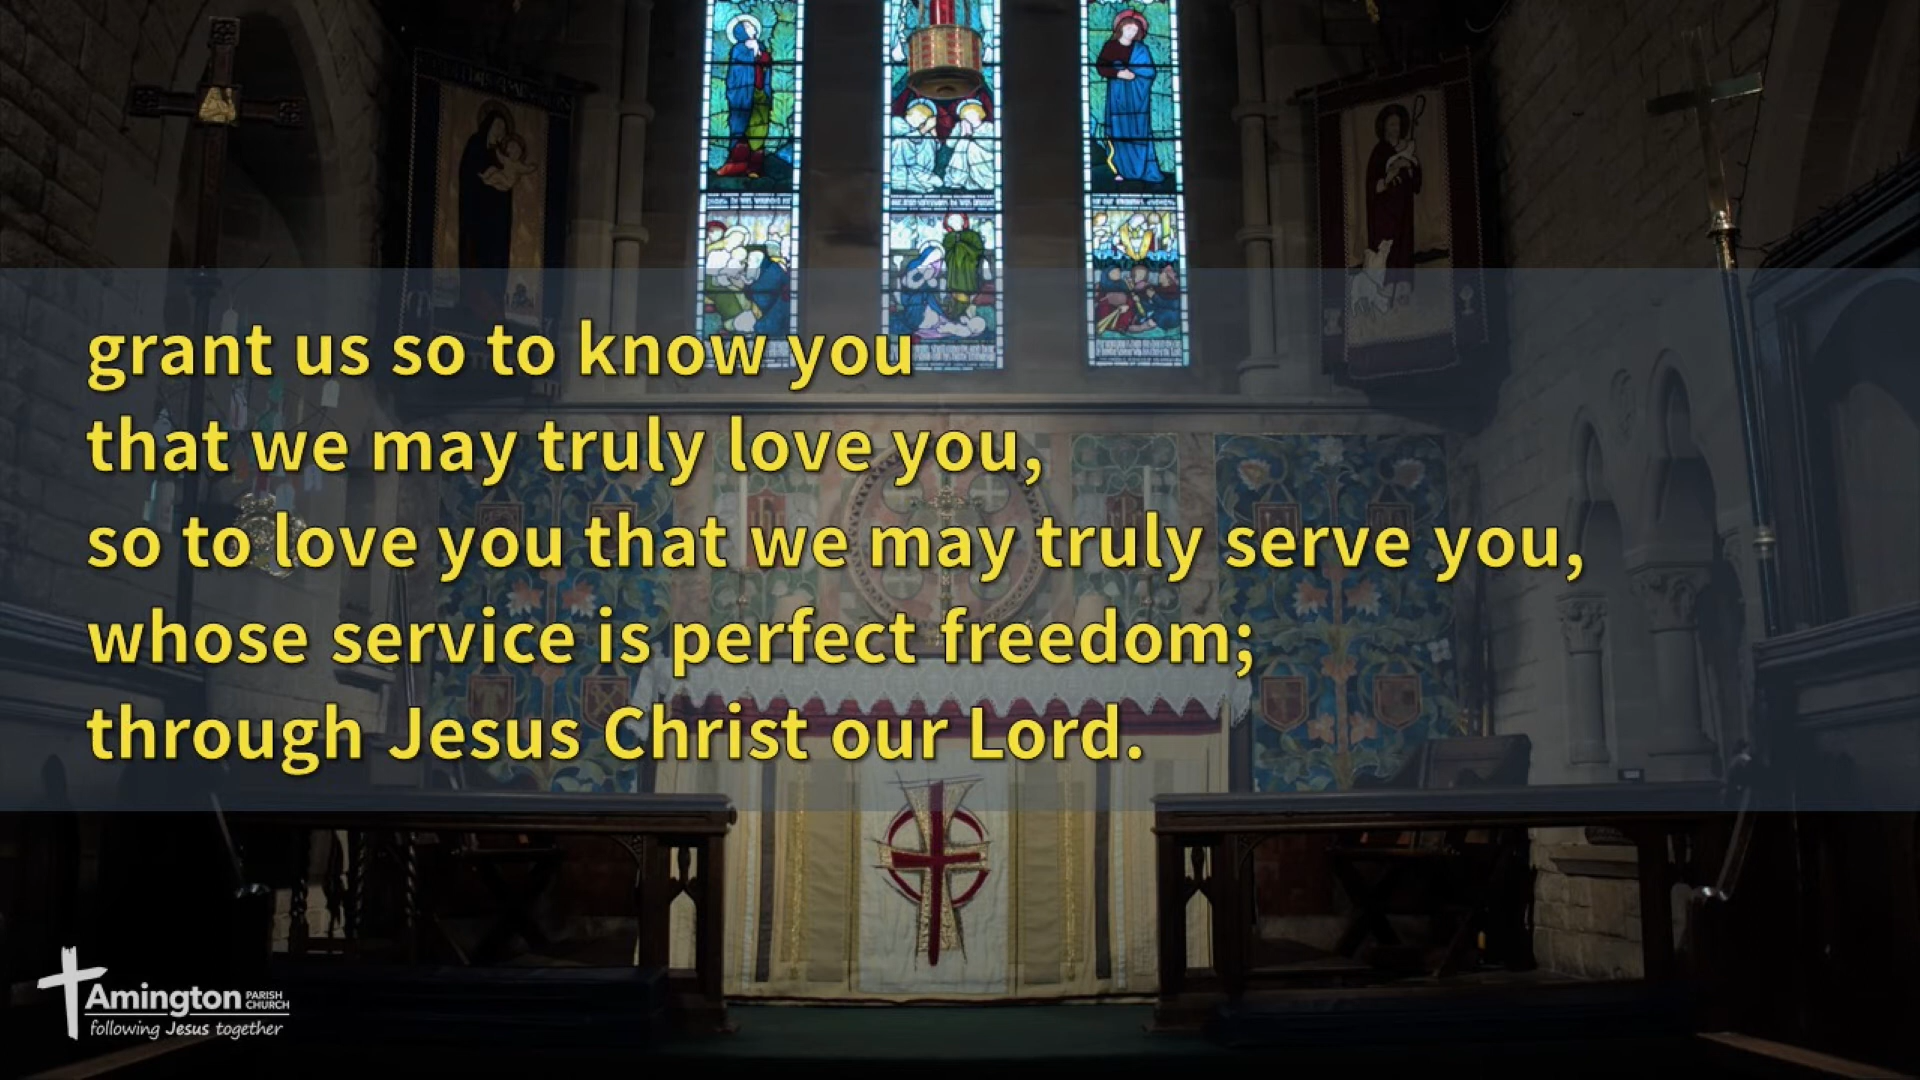 grant us so to know you
that we may truly love you,
so to love you that we may truly serve you,
whose service is perfect freedom;
through Jesus Christ our Lord.
Amington PARISH CHURCH
following Jesus together